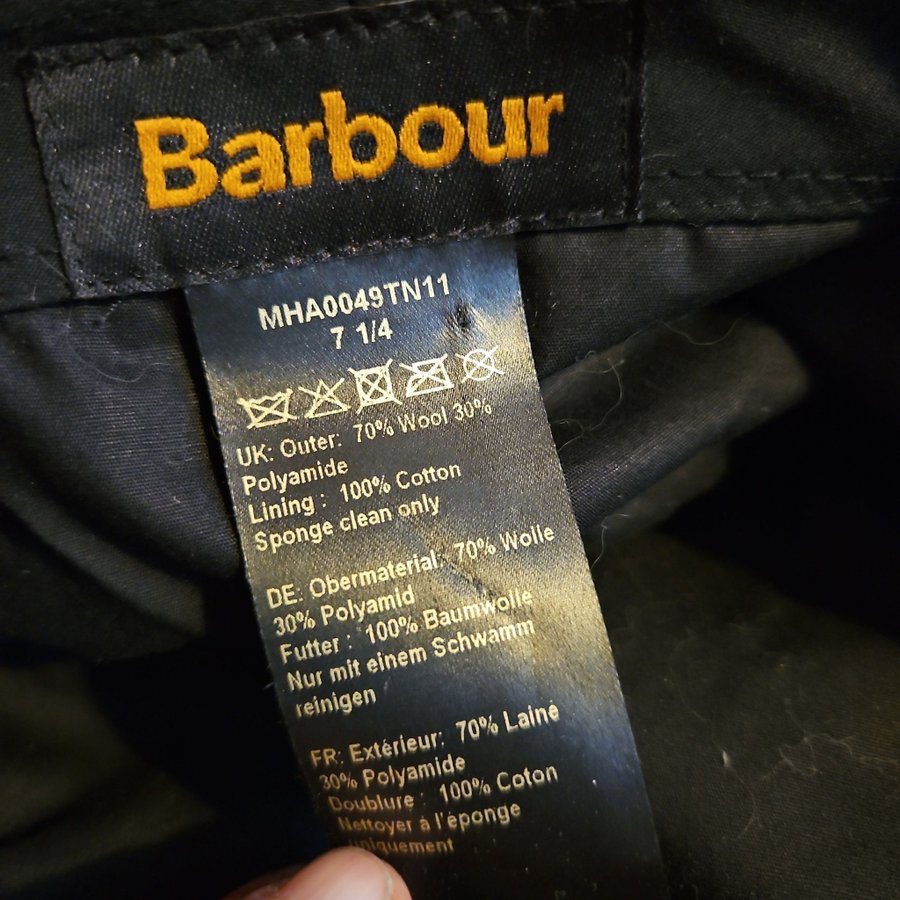 Barbour
MHA0049TN11
7 1/4
UK: Outer: 70% Wool 30%
Polyamide
Lining : 100% Cotton
Sponge clean only
DE: Obermaterial: 70% Wolle
30% Polyamid
Futter : 100% Baumwolle
Nur mit einem Schwamm
reinigen
FR: Extérieur: 70% Lainé
30% Polyamide
Doublure : 100% Coton
Nettoyer à l'éponge
uniquement